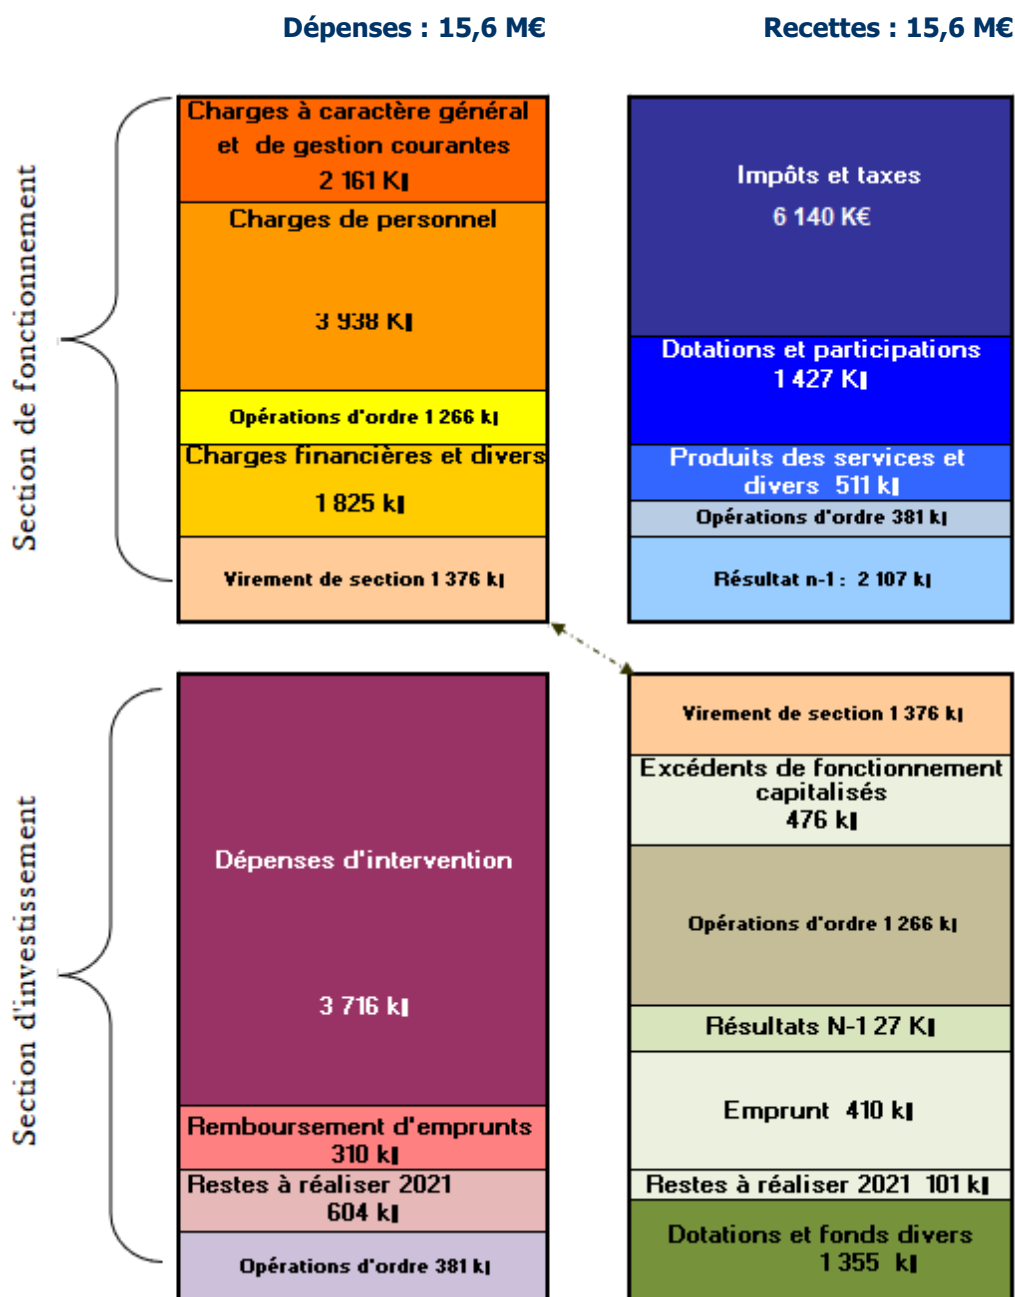 Dépenses : 15,6 M€
Recettes : 15,6 M€
Section de fonctionnement
Charges à caractère général
et de gestion courantes
2 161 K
Charges de personnel
3 938 K
Opérations d'ordre 1 266 k
Charges financières et divers
1 825 k
Virement de section 1 376 k
Impôts et taxes
6 140 K€
Dotations et participations
1 427 K
Produits des services et
divers 511 k
Opérations d'ordre 381 k
Résultat n-1 : 2 107 k
Section d'investissement
Dépenses d'intervention
3 716 k
Remboursement d'emprunts
310 k
Restes à réaliser 2021
604 k
Opérations d'ordre 381 k
Virement de section 1 376 k
Excédents de fonctionnement
capitalisés
476 k
Opérations d'ordre 1 266 k
Résultats N-1 27 K
Emprunt 410 k
Restes à réaliser 2021 101 k
Dotations et fonds divers
1 355 k